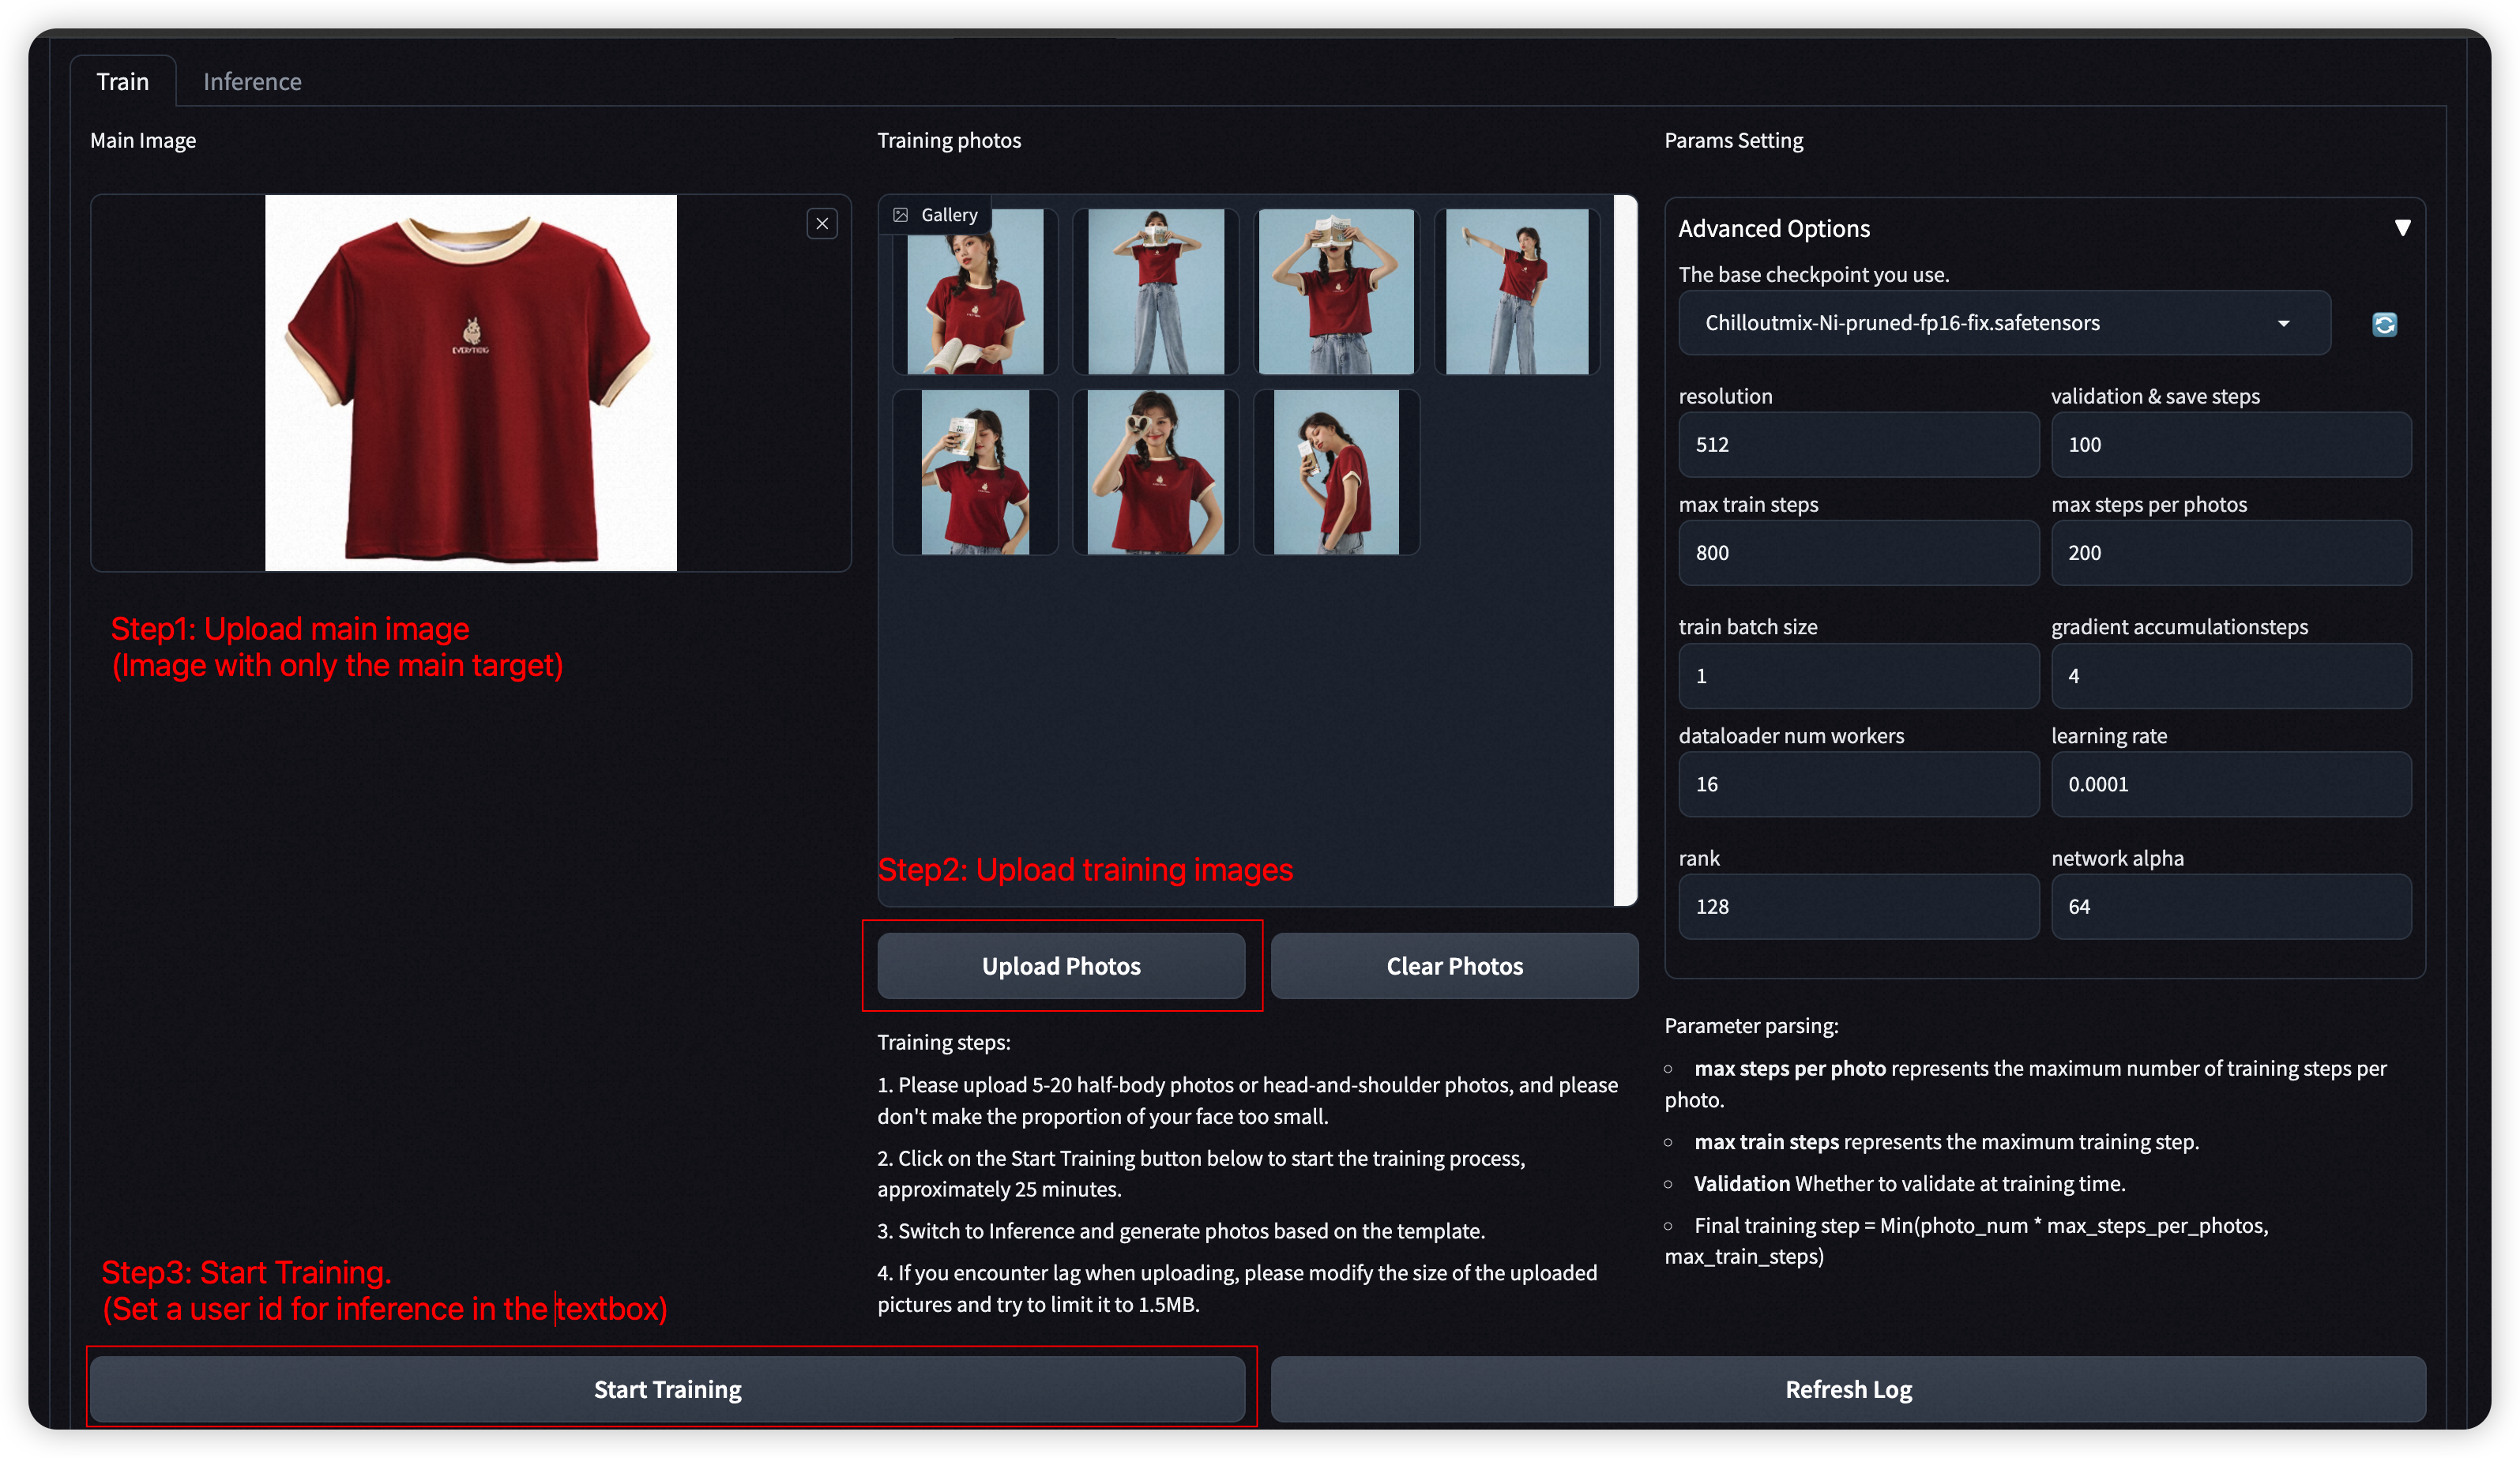 Train
Inference
Main Image
Training photos
Params Setting
EVERYTHING
Gallery
Advanced Options
The base checkpoint you use.
Chilloutmix-Ni-pruned-fp16-fix.safetensors
resolution
validation & save steps
512
100
max train steps
max steps per photos
800
200
train batch size
gradient accumulationsteps
1
4
dataloader num workers
learning rate
16
0.0001
rank
network alpha
128
64
Step1: Upload main image
(Image with only the main target)
Step2: Upload training images
Upload Photos
Clear Photos
Training steps:
1. Please upload 5-20 half-body photos or head-and-shoulder photos, and please
don't make the proportion of your face too small.
2. Click on the Start Training button below to start the training process,
approximately 25 minutes.
3. Switch to Inference and generate photos based on the template.
4. If you encounter lag when uploading, please modify the size of the uploaded
pictures and try to limit it to 1.5MB.
Parameter parsing:
max steps per photo represents the maximum number of training steps per
photo.
max train steps represents the maximum training step.
Validation Whether to validate at training time.
Final training step = Min(photo_num * max_steps_per_photos,
max_train_steps)
Step3: Start Training.
(Set a user id for inference in the textbox)
Start Training
Refresh Log